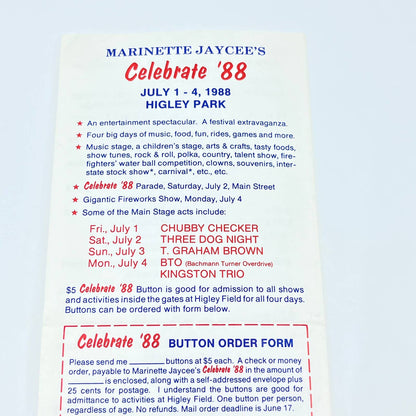 MARINETTE JAYCEE'S
Celebrate '88
JULY 1 - 4, 1988
HIGLEY PARK
★ An entertainment spectacular. A festival extravaganza.
★ Four big days of music, food, fun, rides, games and more.
★ Music stage, a children's stage, arts & crafts, tasty foods,
show tunes, rock & roll, polka, country, talent show, fire-
fighters' water ball competition, clowns, souvenirs, inter-
state stock show*, carnival*, etc., etc.
★ Celebrate '88 Parade, Saturday, July 2, Main Street
★ Gigantic Fireworks Show, Monday, July 4
★ Some of the Main Stage acts include:
Fri., July 1 CHUBBY CHECKER
Sat., July 2 THREE DOG NIGHT
Sun., July 3 T. GRAHAM BROWN
Mon., July 4 BTO (Bachmann Turner Overdrive)
KINGSTON TRIO
$5 Celebrate '88 Button is good for admission to all shows
and activities inside the gates at Higley Field for all four days.
Buttons can be ordered with form below.
Celebrate '88 BUTTON ORDER FORM
Please send me ______ buttons at $5 each. A check or money
order, payable to Marinette Jaycee's Celebrate '88 in the amount of
______ is enclosed, along with a self-addressed envelope plus
25 cents for postage. I understand the buttons are good for
admittance to activities at Higley Field. One button per person,
regardless of age. No refunds. Mail order deadline is June 17.